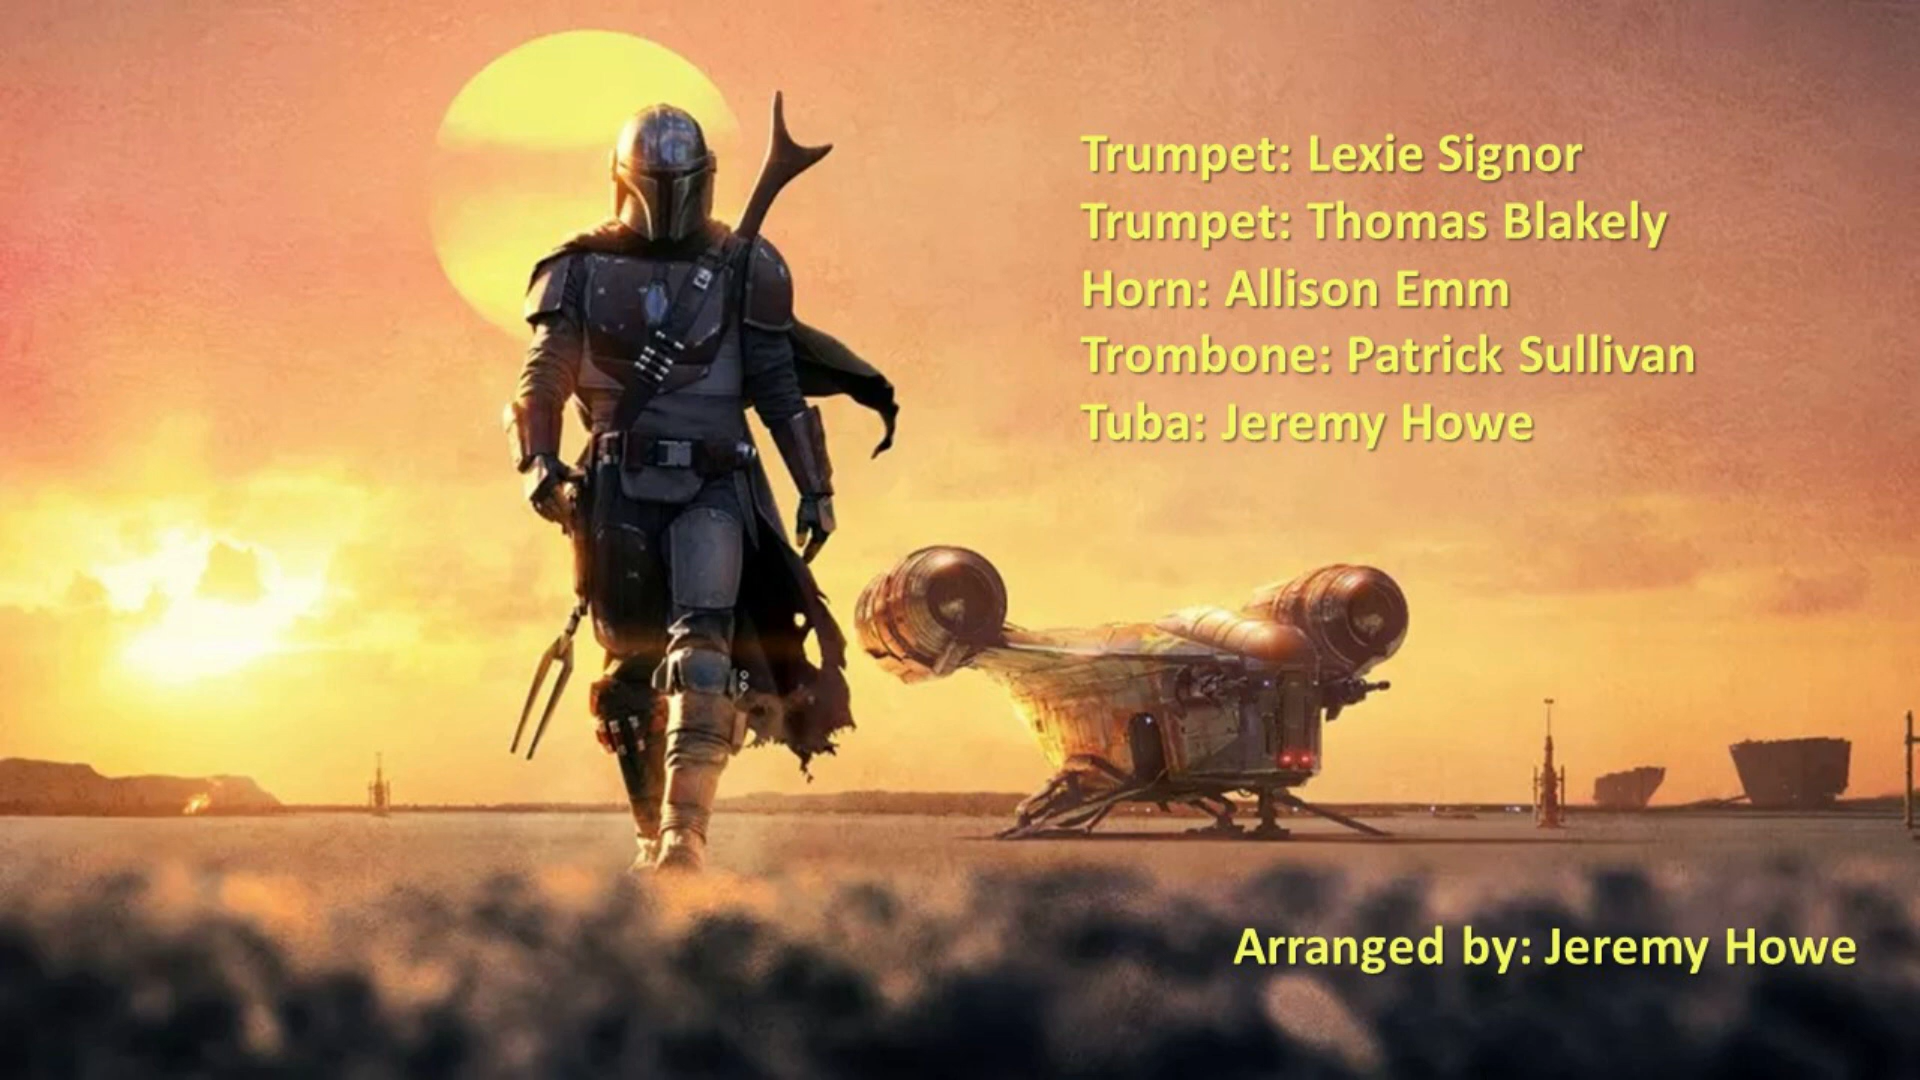 Trumpet: Lexie Signor
Trumpet: Thomas Blakely
Horn: Allison Emm
Trombone: Patrick Sullivan
Tuba: Jeremy Howe
Arranged by: Jeremy Howe